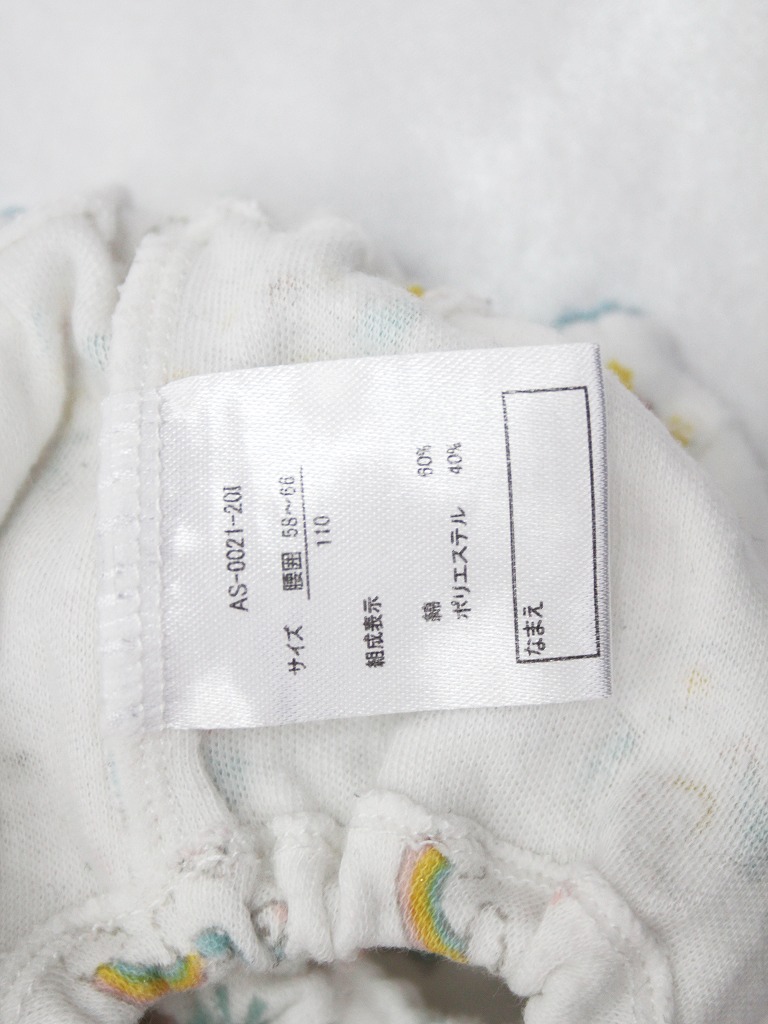 AS-0021-201
サイズ 腰囲 58～66
110
組成表示
綿 60%
ポリエステル 40%
なまえ